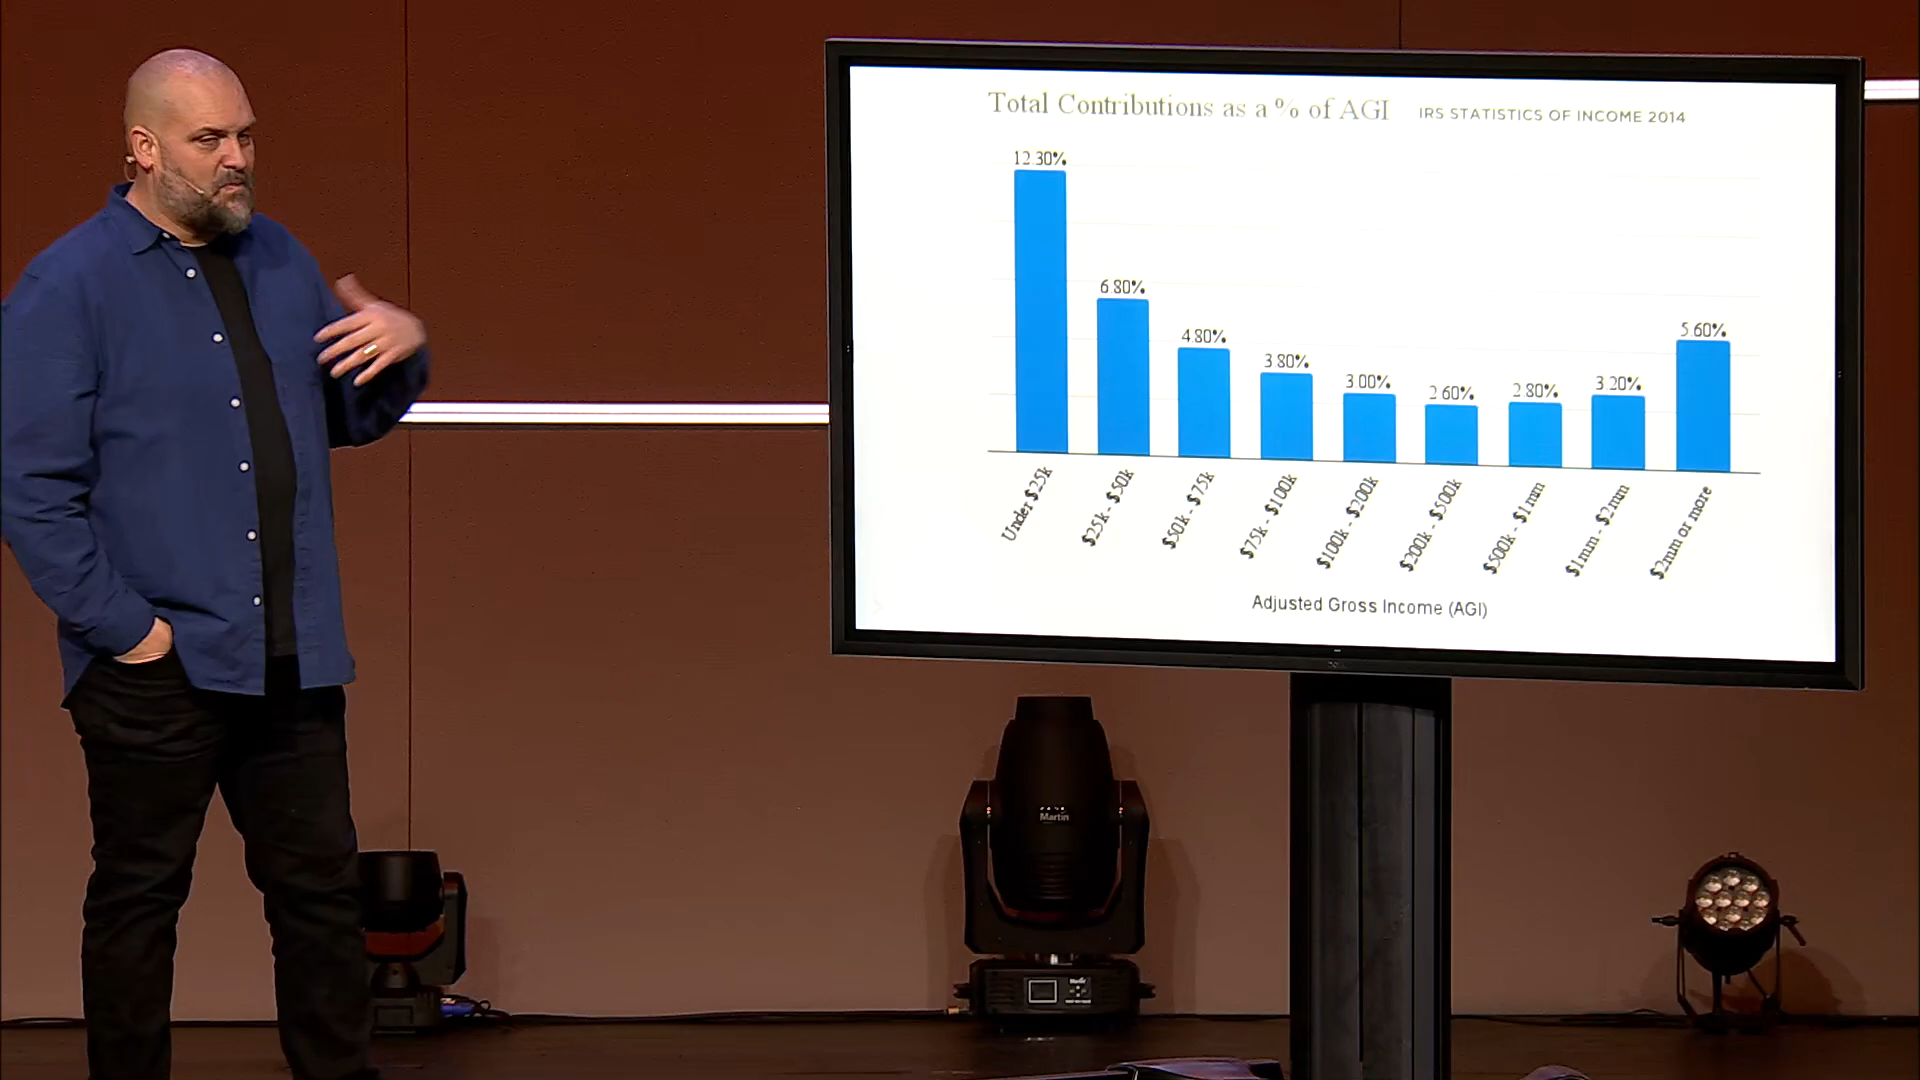 Total Contributions as a % of AGI IRS STATISTICS OF INCOME 2014
12.30%
6.80%
4.80%
3.80%
3.00%
2.60%
2.80%
3.20%
5.60%
Under $25k
$25k - $50k
$50k - $75k
$75k - $100k
$100k - $200k
$200k - $500k
$500k - $1mm
$1mm - $2mm
$2mm or more
Adjusted Gross Income (AGI)
Martin
Martin